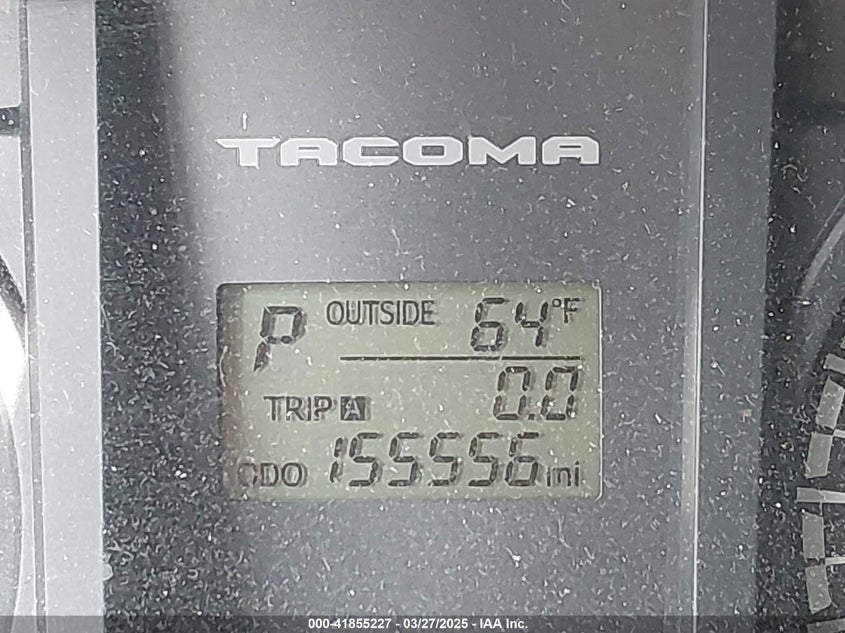 TACOMA
P OUTSIDE 64°F
TRIP A 0.0
ODO 155556 mi
000-41855227 - 03/27/2025 - IAA Inc.